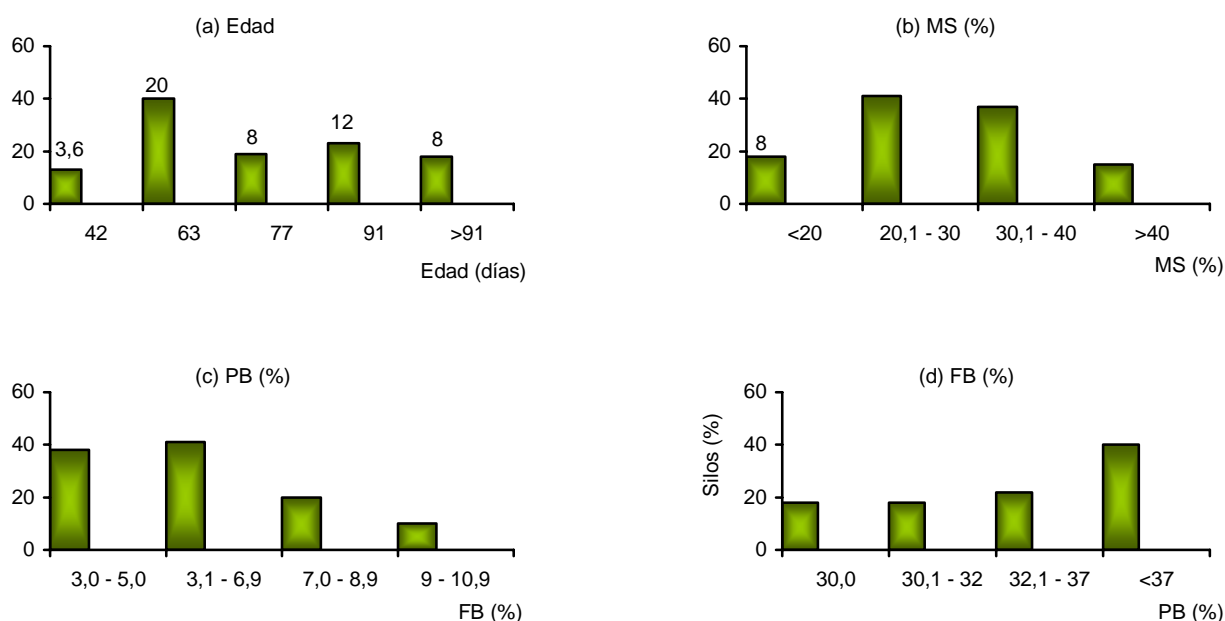 (a) Edad
60
40
20
0
3,6
20
8
12
8
42 63 77 91 >91
Edad (días)
(b) MS (%)
60
40
20
0
8
<20 20,1 - 30 30,1 - 40 >40
MS (%)
(c) PB (%)
60
40
20
0
3,0 - 5,0 3,1 - 6,9 7,0 - 8,9 9 - 10,9
FB (%)
(d) FB (%)
Silos (%)
60
40
20
0
30,0 30,1 - 32 32,1 - 37 <37
PB (%)